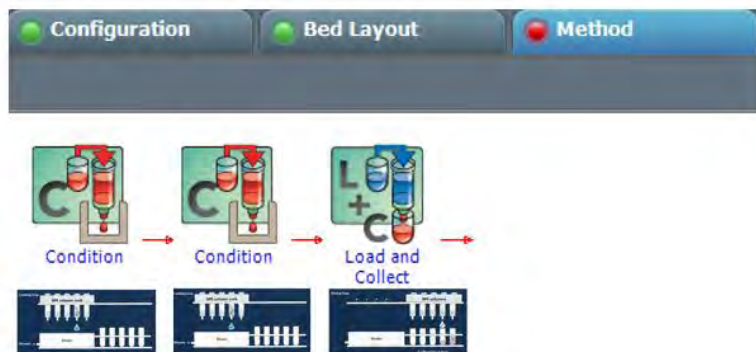 Configuration
Bed Layout
Method
C
C
L
+
C
Condition
Condition
Load and
Collect